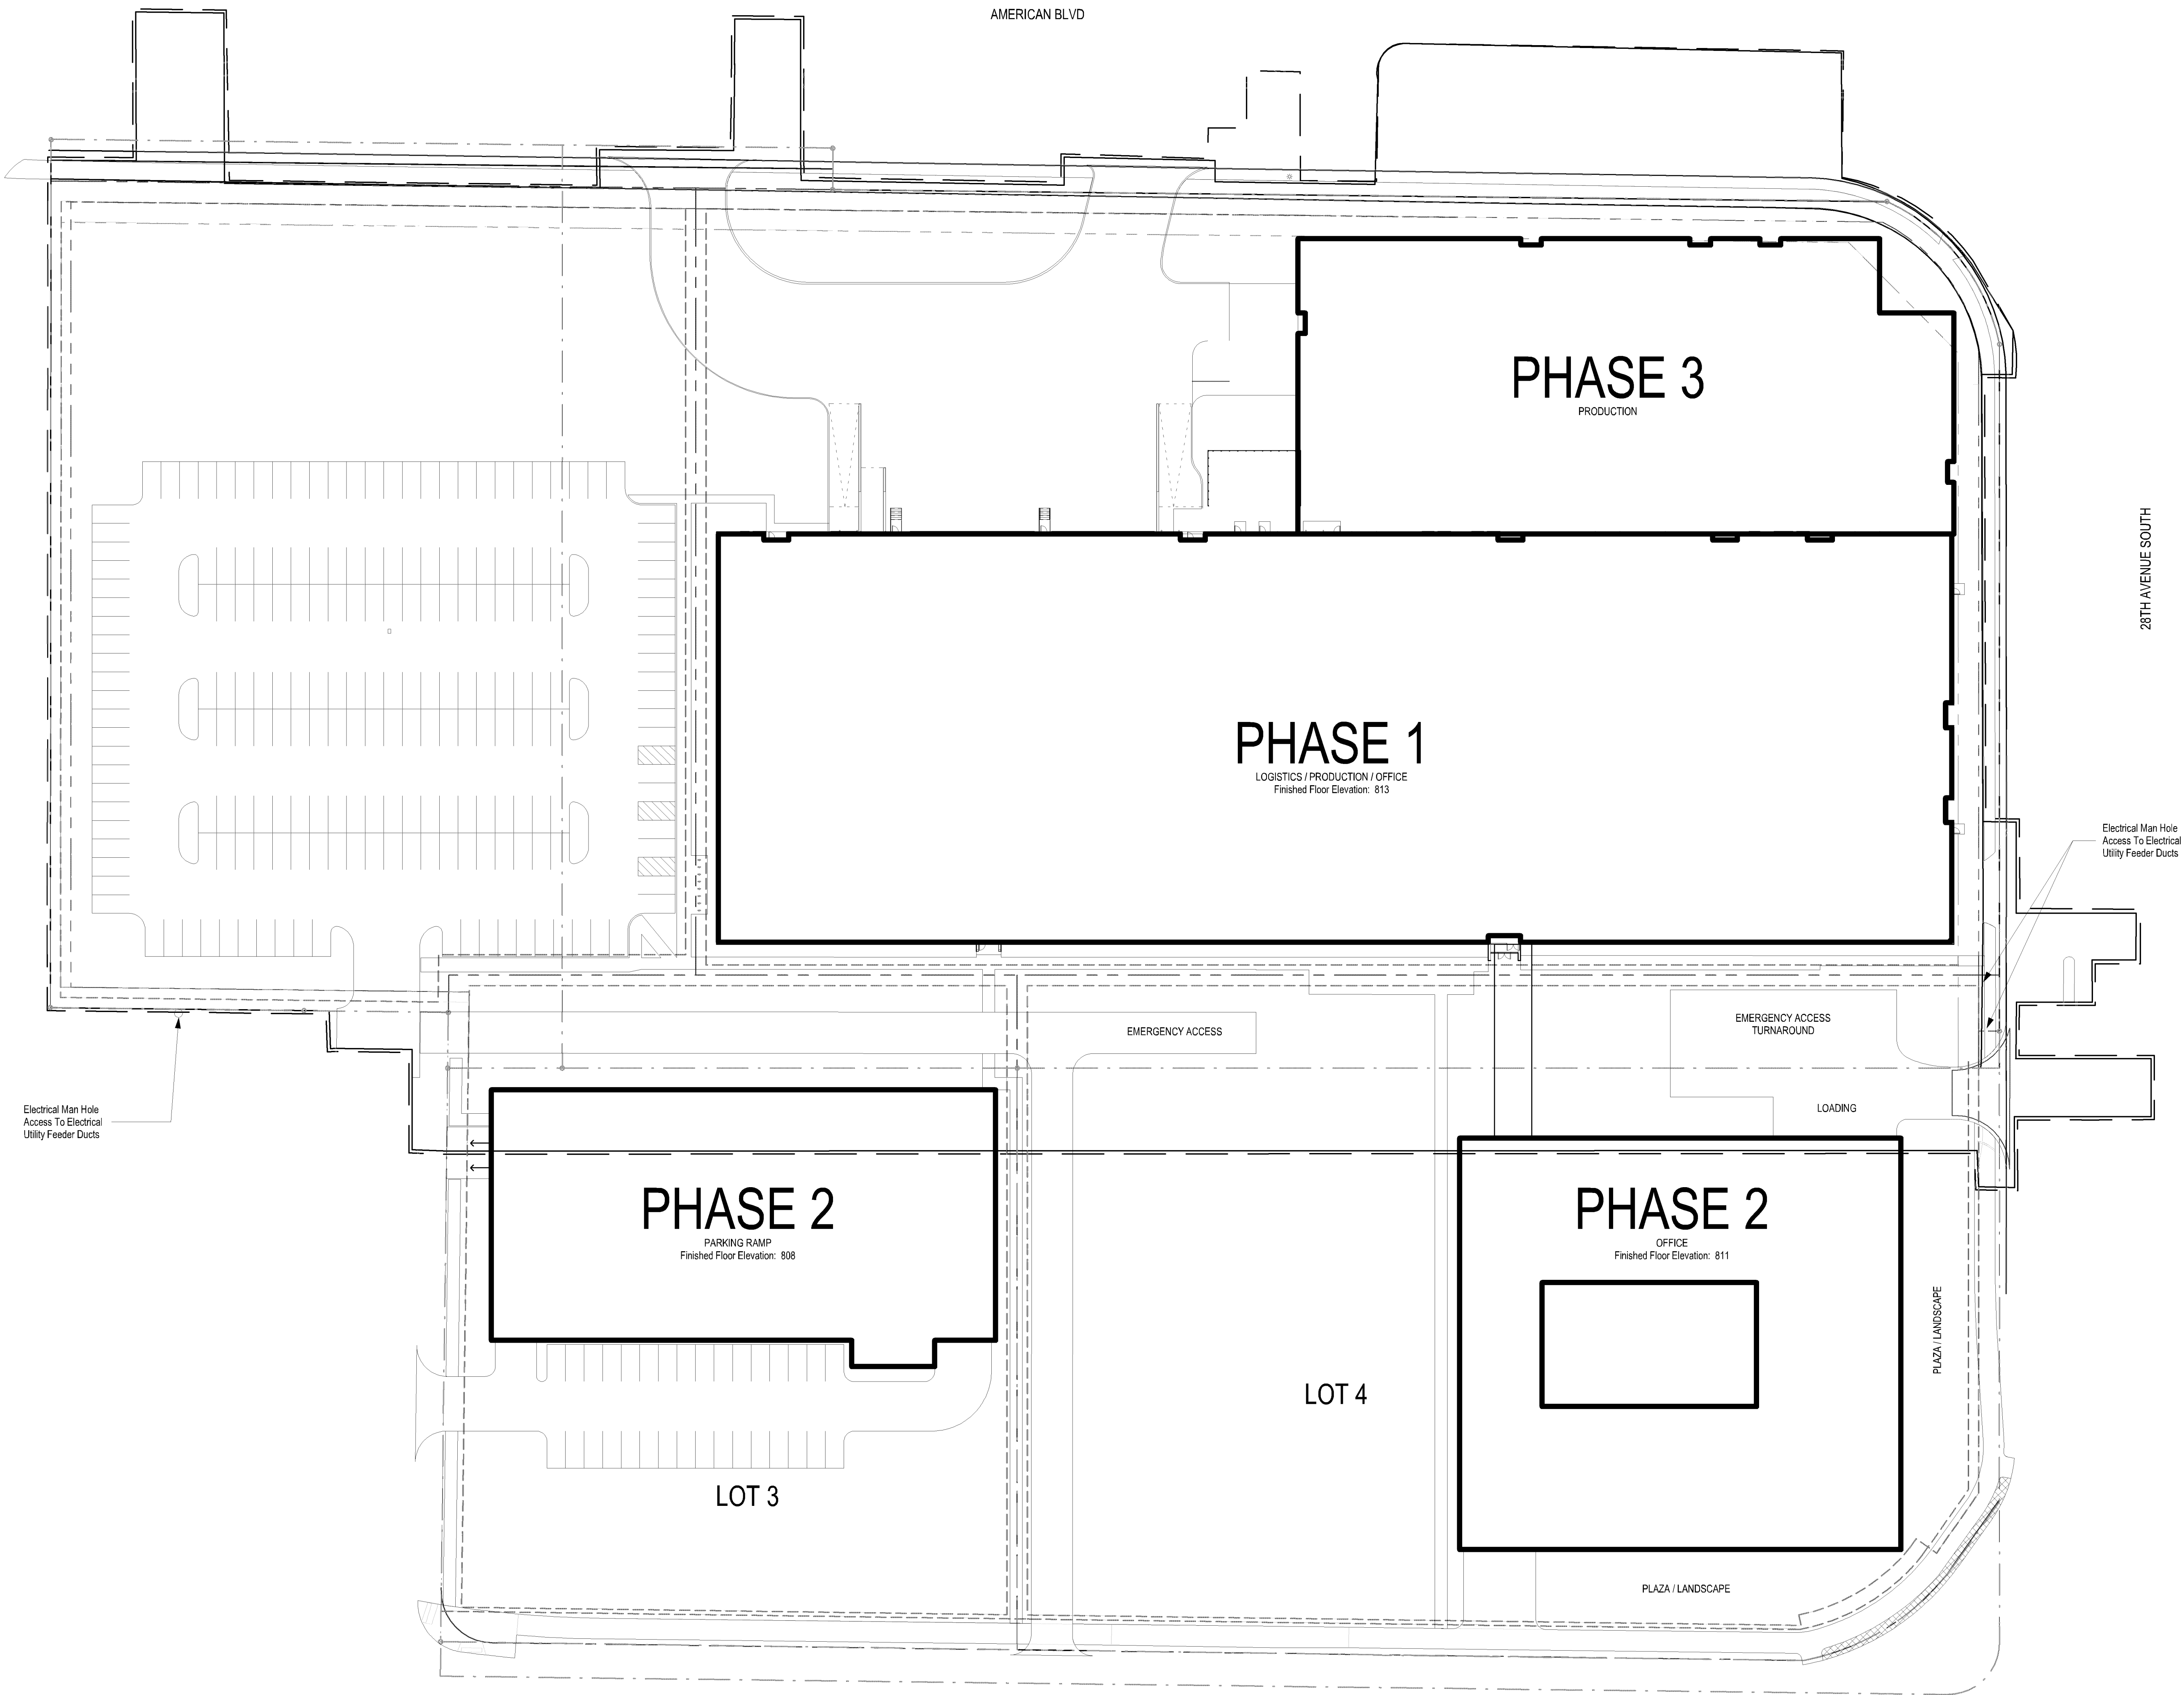 AMERICAN BLVD
PHASE 3
PRODUCTION
28TH AVENUE SOUTH
PHASE 1
LOGISTICS / PRODUCTION / OFFICE
Finished Floor Elevation: 813
Electrical Man Hole
Access To Electrical
Utility Feeder Ducts
EMERGENCY ACCESS
EMERGENCY ACCESS
TURNAROUND
LOADING
Electrical Man Hole
Access To Electrical
Utility Feeder Ducts
PHASE 2
PARKING RAMP
Finished Floor Elevation: 808
PHASE 2
OFFICE
Finished Floor Elevation: 811
PLAZA / LANDSCAPE
LOT 4
LOT 3
PLAZA / LANDSCAPE